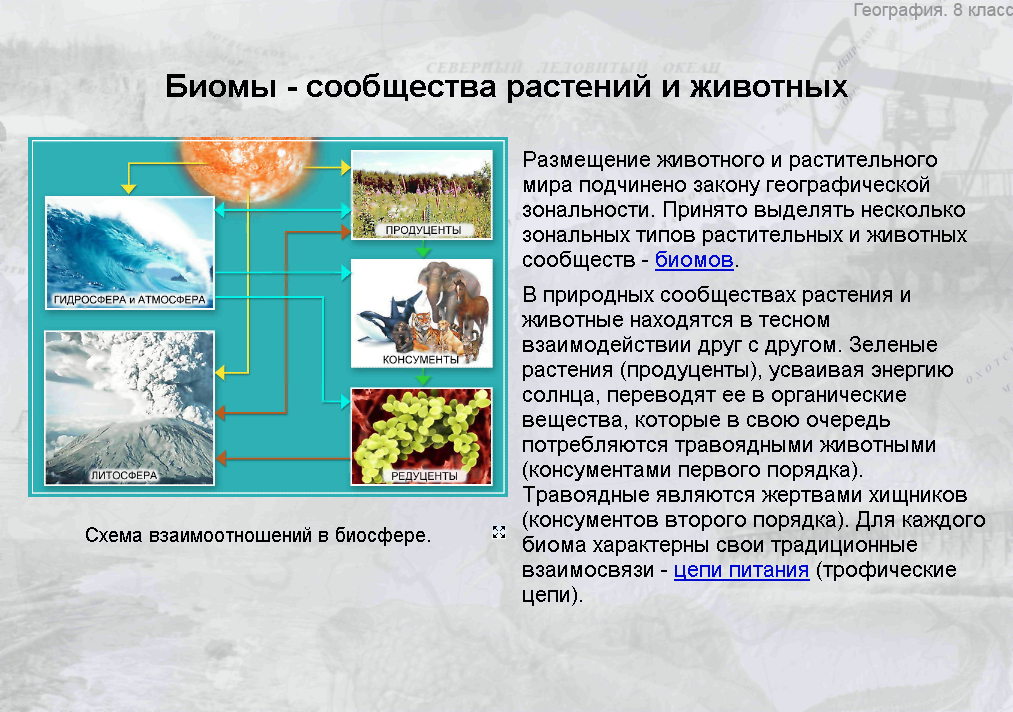 География. 8 класс
СЕВЕРНЫЙ ЛЕДОВИТЫЙ ОКЕАН
Биомы - сообщества растений и животных
ПРОДУЦЕНТЫ
ГИДРОСФЕРА и АТМОСФЕРА
КОНСУМЕНТЫ
ЛИТОСФЕРА
РЕДУЦЕНТЫ
Схема взаимоотношений в биосфере.
Размещение животного и растительного
мира подчинено закону географической
зональности. Принято выделять несколько
зональных типов растительных и животных
сообществ - биомов.
В природных сообществах растения и
животные находятся в тесном
взаимодействии друг с другом. Зеленые
растения (продуценты), усваивая энергию
солнца, переводят ее в органические
вещества, которые в свою очередь
потребляются травоядными животными
(консументами первого порядка).
Травоядные являются жертвами хищников
(консументов второго порядка). Для каждого
биома характерны свои традиционные
взаимосвязи - цепи питания (трофические
цепи).